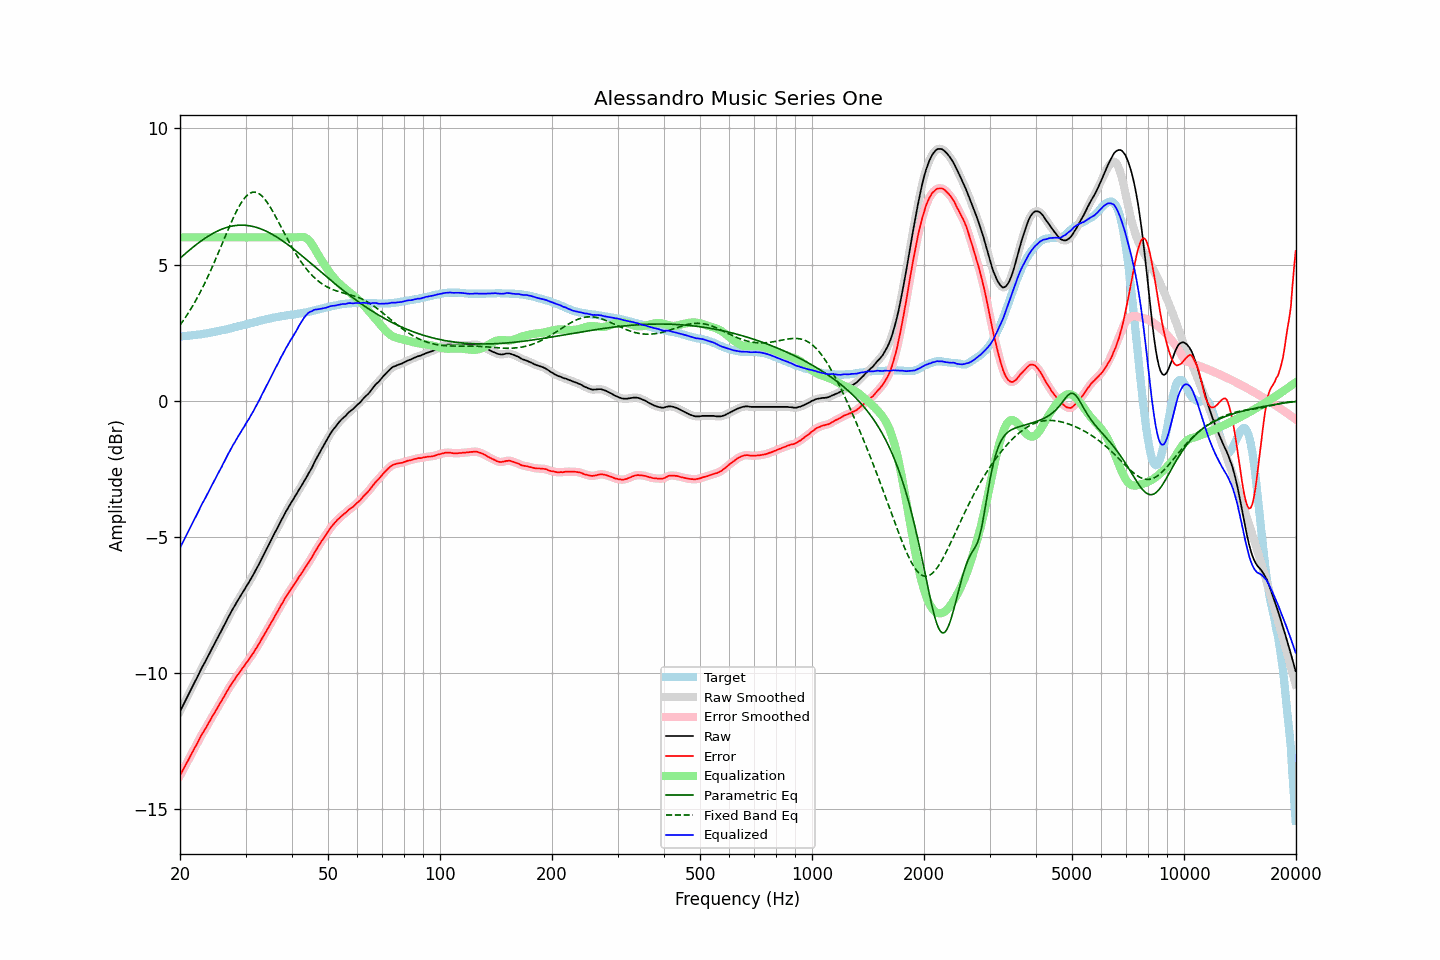 Alessandro Music Series One
Amplitude (dBr)
10
5
0
−5
−10
−15
Target
Raw Smoothed
Error Smoothed
Raw
Error
Equalization
Parametric Eq
Fixed Band Eq
Equalized
20 50 100 200 500 1000 2000 5000 10000 20000
Frequency (Hz)